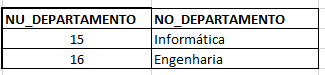 NU_DEPARTAMENTO NO_DEPARTAMENTO
15 Informática
16 Engenharia